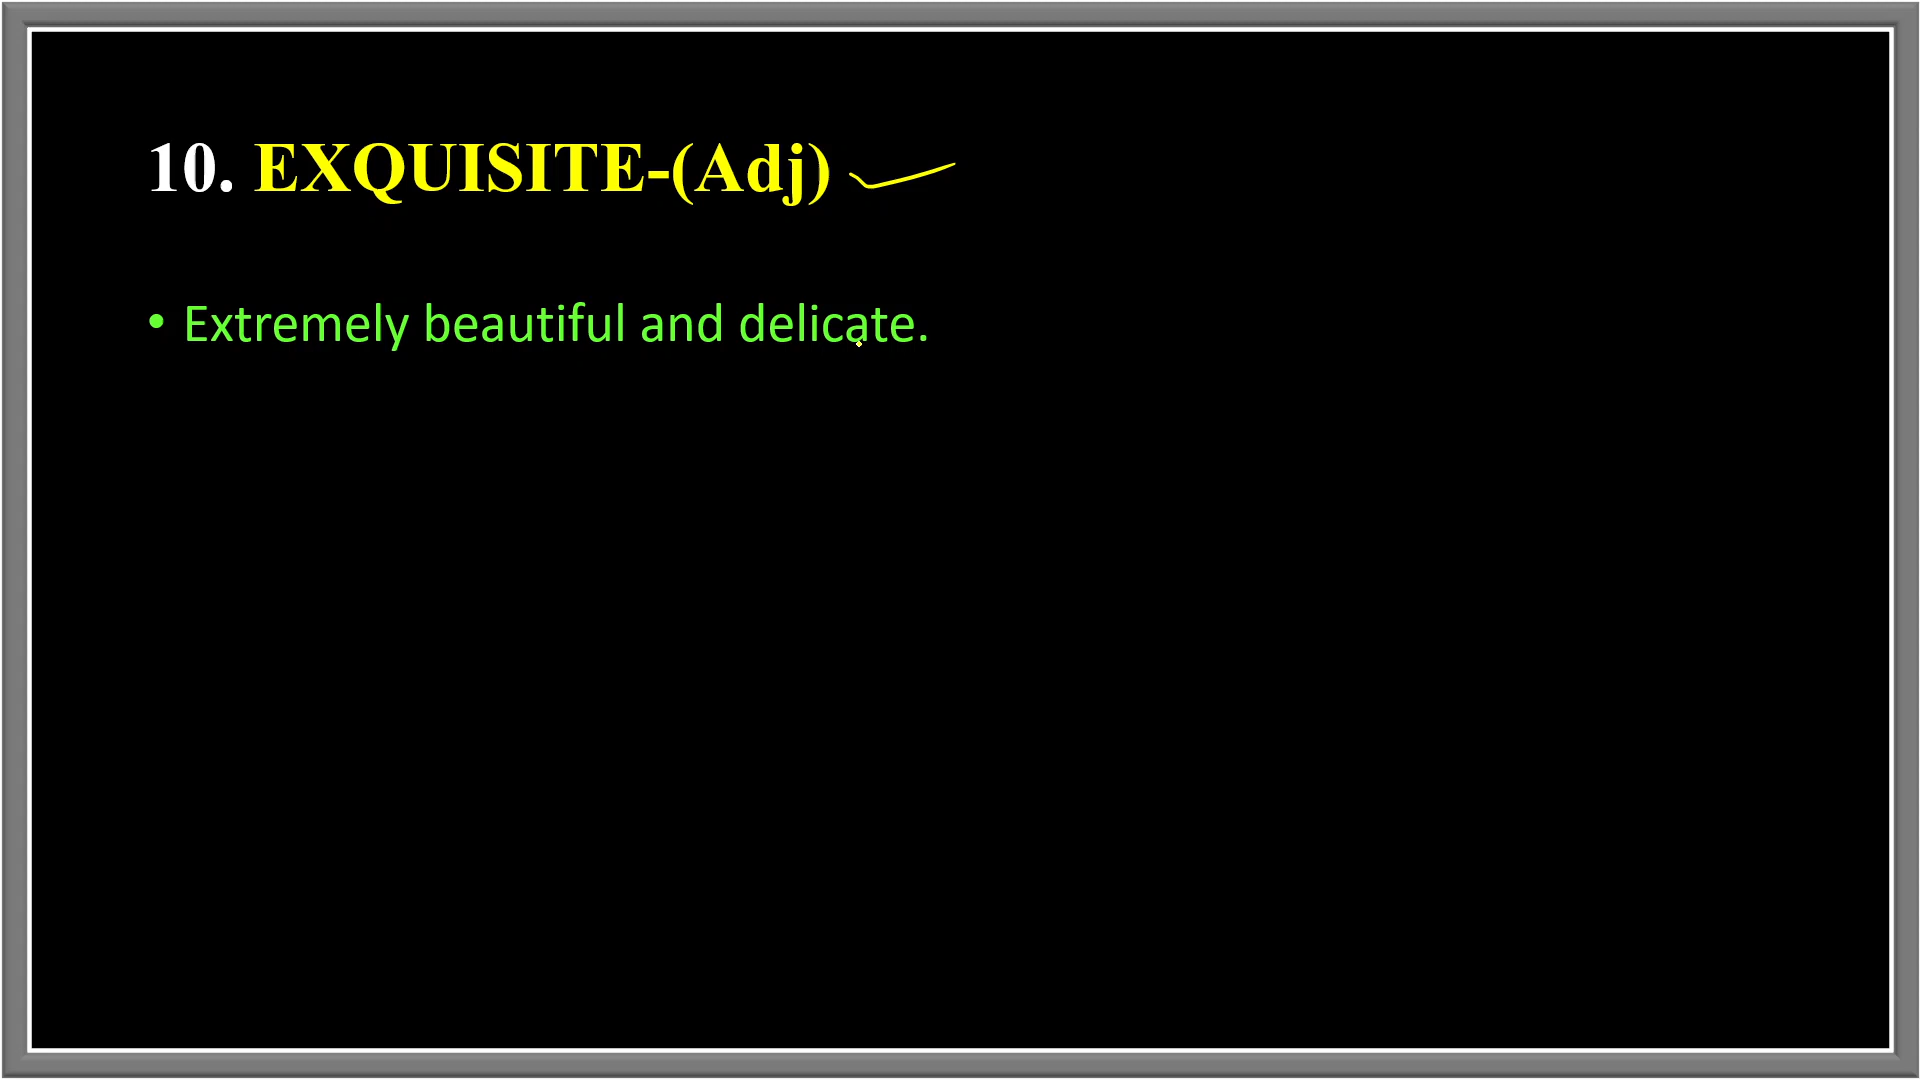 10. EXQUISITE-(Adj)
• Extremely beautiful and delicate.